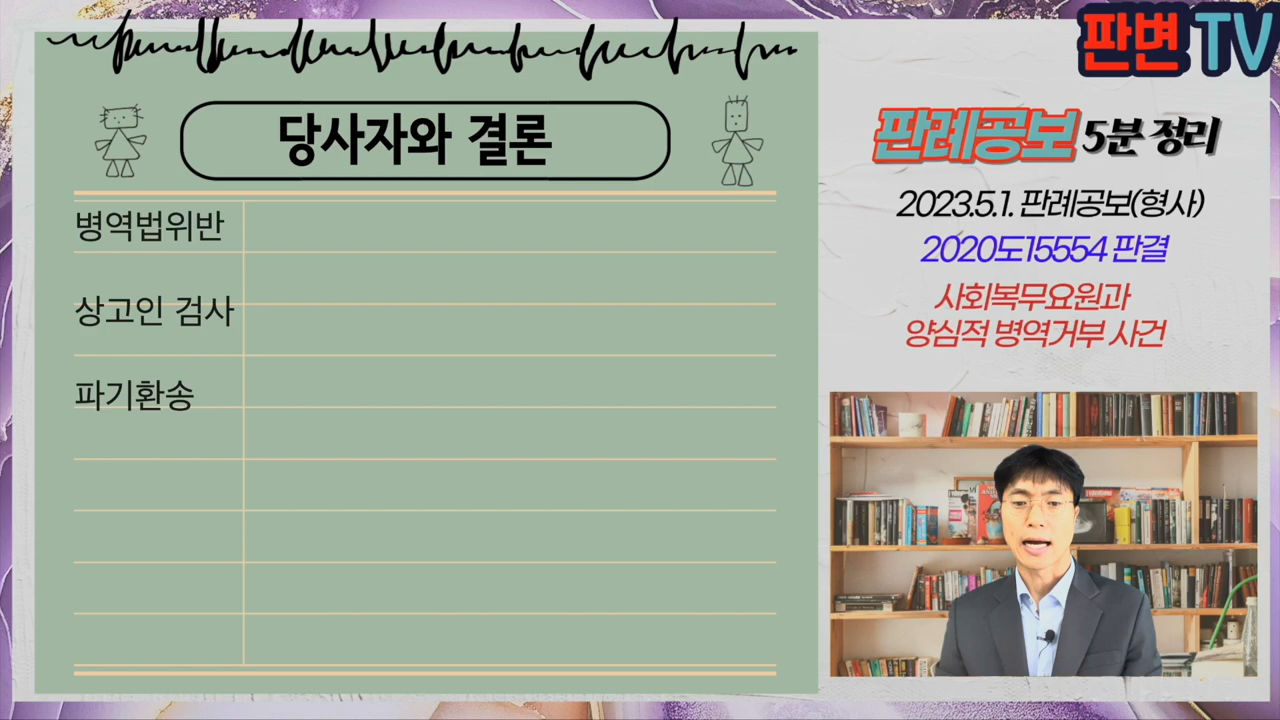 판변 TV
당사자와 결론
병역법위반
상고인 검사
파기환송
판례공보 5분 정리
2023.5.1. 판례공보(형사)
2020도15554 판결
사회복무요원과
양심적 병역거부 사건